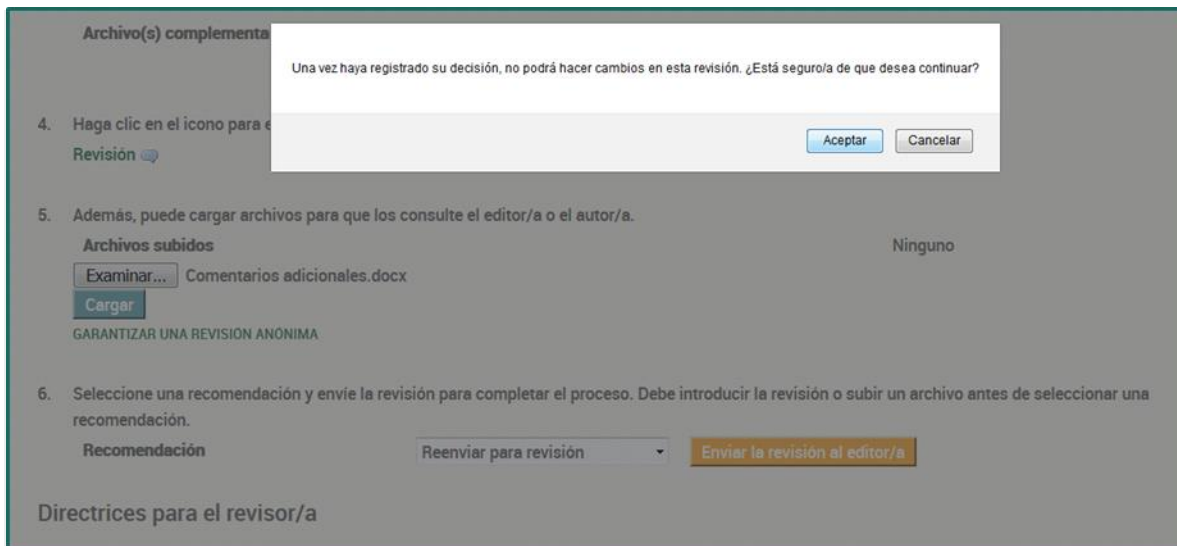 Archivo(s) complementa
Una vez haya registrado su decisión, no podrá hacer cambios en esta revisión. ¿Está seguro/a de que desea continuar?
Aceptar Cancelar
4. Haga clic en el icono para e
Revisión
5. Además, puede cargar archivos para que los consulte el editor/a o el autor/a.
Archivos subidos Ninguno
Examinar... Comentarios adicionales.docx
Cargar
GARANTIZAR UNA REVISIÓN ANÓNIMA
6. Seleccione una recomendación y envíe la revisión para completar el proceso. Debe introducir la revisión o subir un archivo antes de seleccionar una
recomendación.
Recomendación Reenviar para revisión Enviar la revisión al editor/a
Directrices para el revisor/a